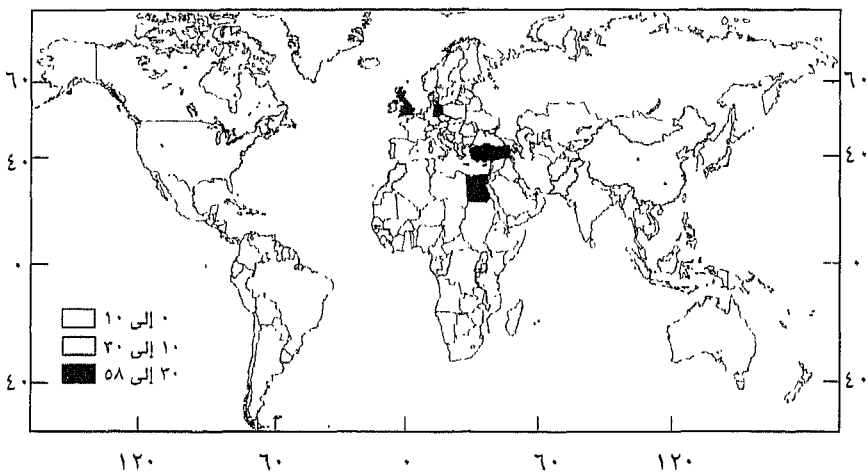 ٦٠ ٦٠
٤٠ ٤٠
٠ ٠
٠ إلى ١٠
١٠ إلى ٣٠
٣٠ إلى ٥٨
٤٠ ٤٠
١٢٠ ٦٠ ٠ ٦٠ ١٢٠